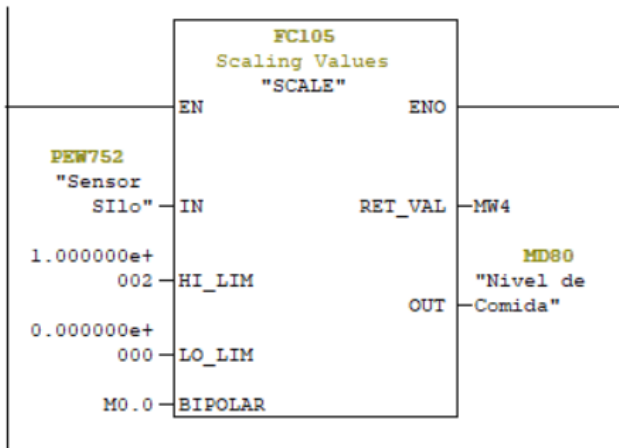 FC105
Scaling Values
"SCALE"
EN ENO
PEW752
"Sensor
SIlo" IN RET_VAL MW4
1.000000e+
002 HI_LIM
MD80
"Nivel de
OUT Comida"
0.000000e+
000 LO_LIM
M0.0 BIPOLAR